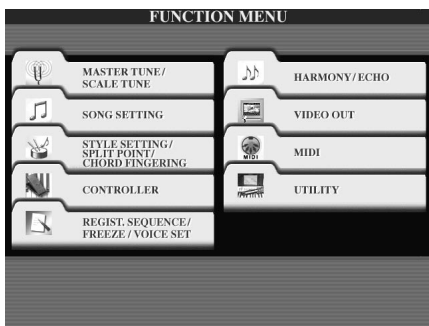 FUNCTION MENU
MASTER TUNE/
SCALE TUNE
SONG SETTING
STYLE SETTING/
SPLIT POINT/
CHORD FINGERING
CONTROLLER
REGIST. SEQUENCE/
FREEZE / VOICE SET
HARMONY/ECHO
VIDEO OUT
MIDI
MIDI
UTILITY